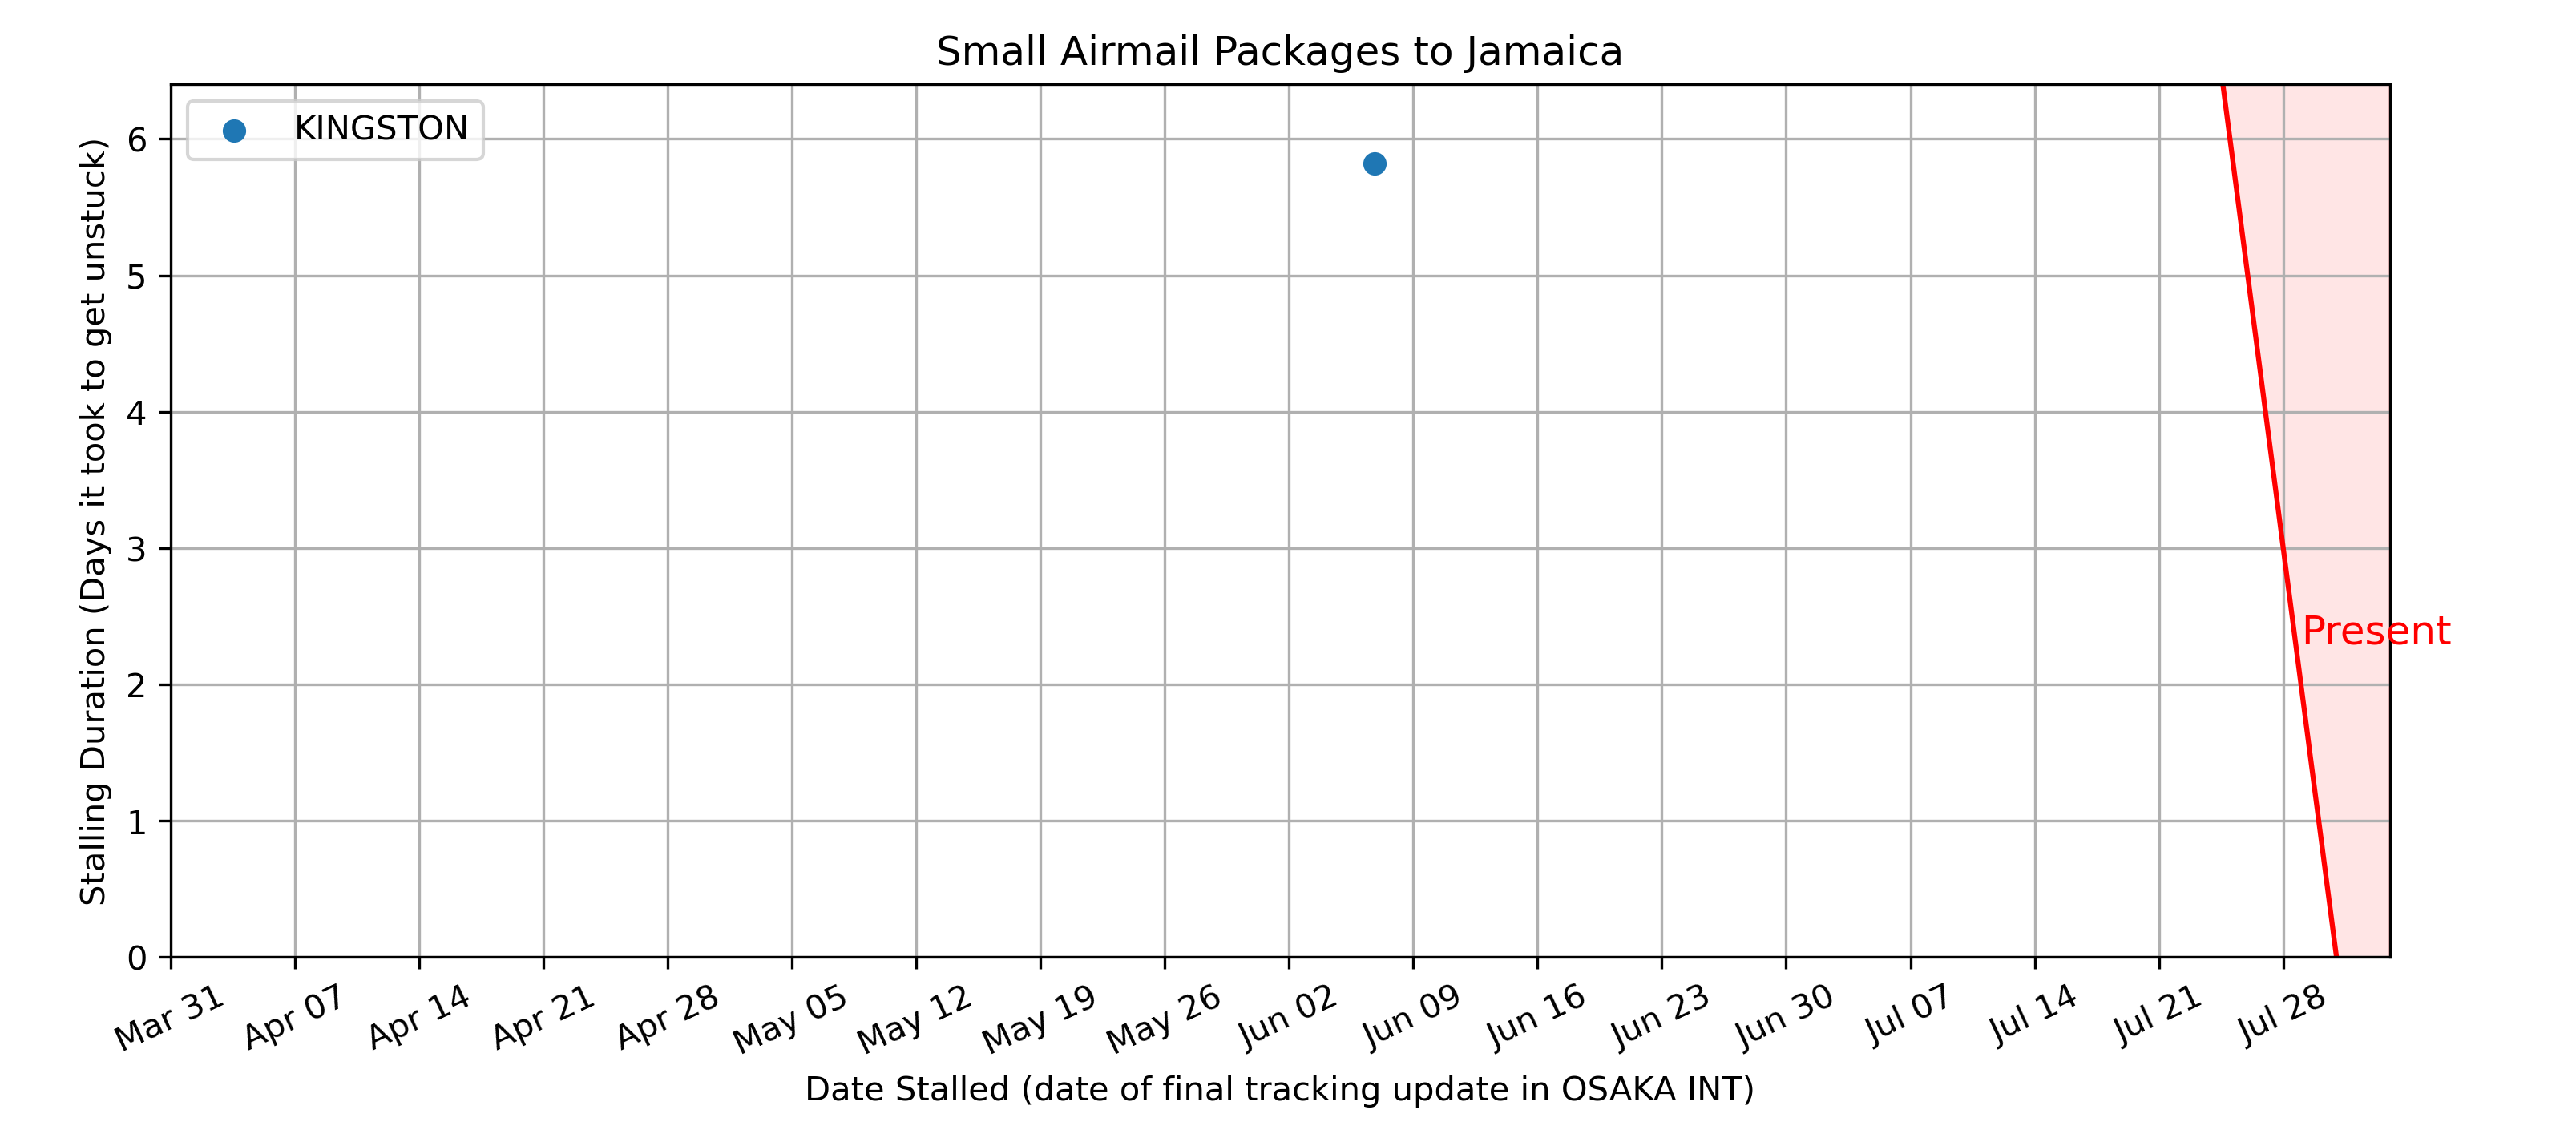 Small Airmail Packages to Jamaica
KINGSTON
Stalling Duration (Days it took to get unstuck)
6
5
4
3
2
1
0
Present
Mar 31
Apr 07
Apr 14
Apr 21
Apr 28
May 05
May 12
May 19
May 26
Jun 02
Jun 09
Jun 16
Jun 23
Jun 30
Jul 07
Jul 14
Jul 21
Jul 28
Date Stalled (date of final tracking update in OSAKA INT)